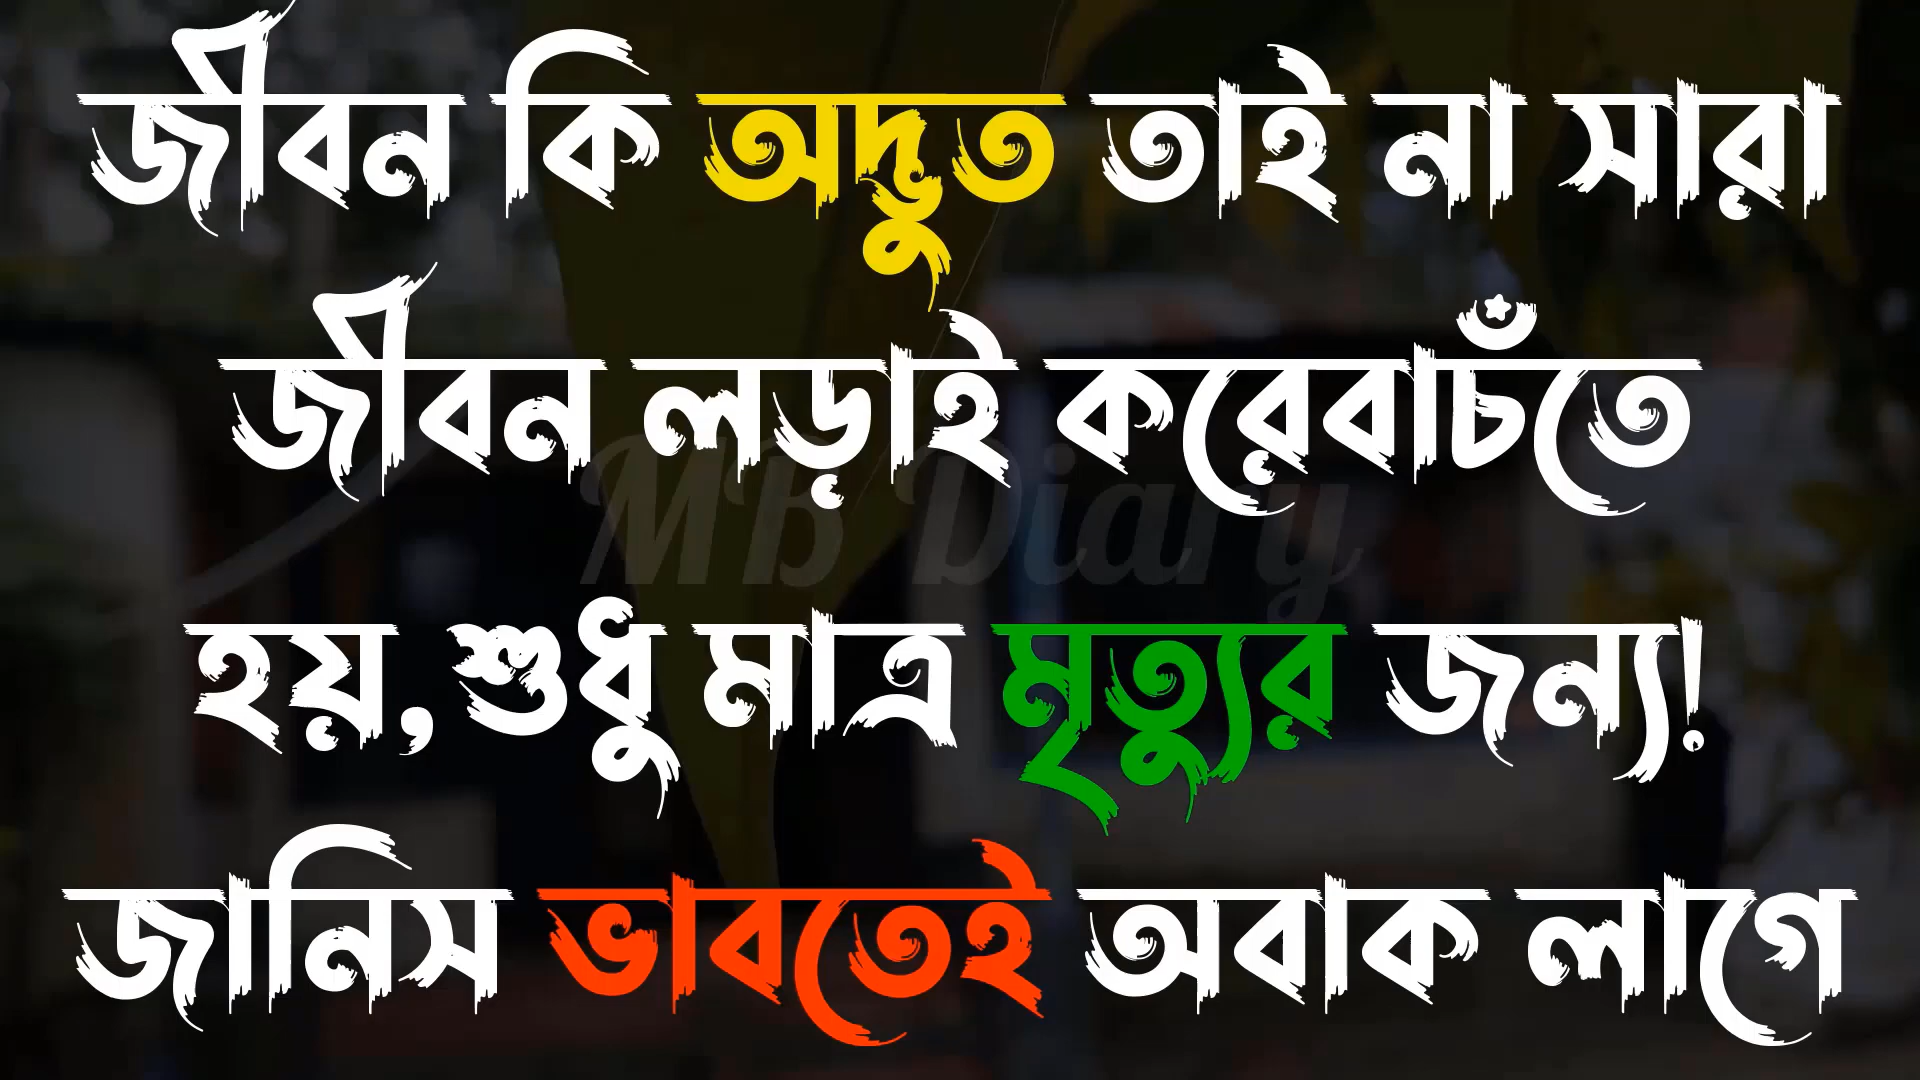 জীবন কি অদ্ভুত তাই না সারা
জীবন লড়াই করেবাচঁতে
MB Diary
হয়,শুধু মাত্র মৃত্যুর জন্য!
জানিস ভাবতেই অবাক লাগে